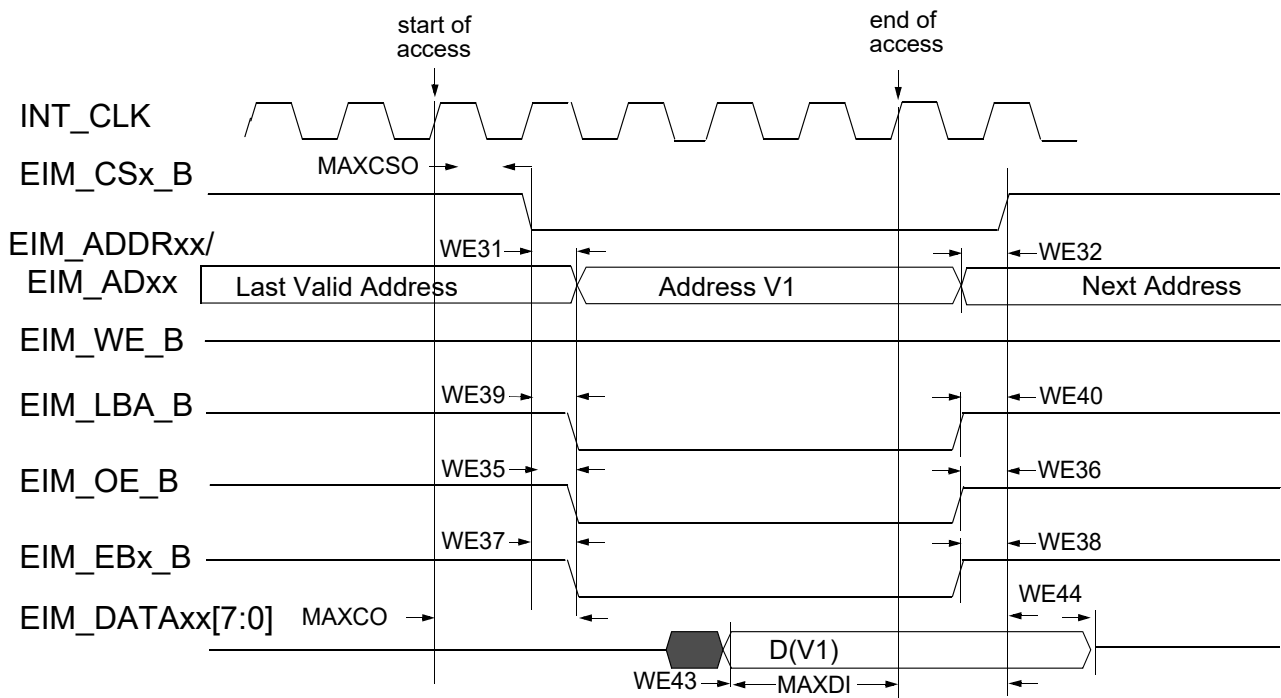 start of
access
end of
access
INT_CLK
MAXCSO
EIM_CSx_B
EIM_ADDRxx/
EIM_ADxx
WE31
WE32
Last Valid Address
Address V1
Next Address
EIM_WE_B
WE39
WE40
EIM_LBA_B
WE35
WE36
EIM_OE_B
WE37
WE38
EIM_EBx_B
WE44
EIM_DATAxx[7:0]
MAXCO
D(V1)
WE43
MAXDI